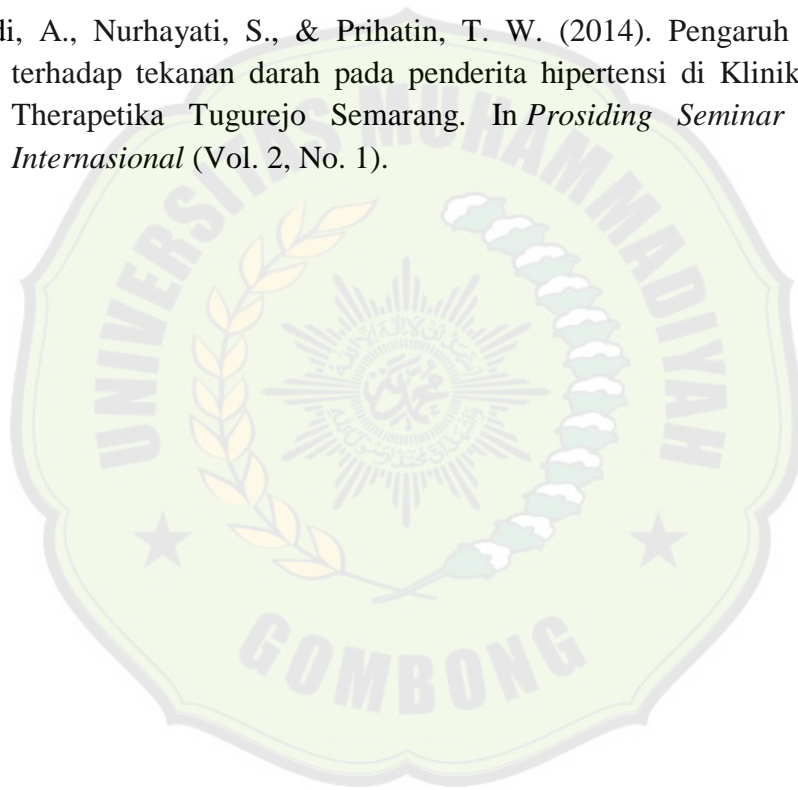 di, A., Nurhayati, S., & Prihatin, T. W. (2014). Pengaruh
terhadap tekanan darah pada penderita hipertensi di Klinik
Therapetika Tugurejo Semarang. In Prosiding Seminar
Internasional (Vol. 2, No. 1).
UNIVERSITAS MUHAMMADIYAH
GOMBONG